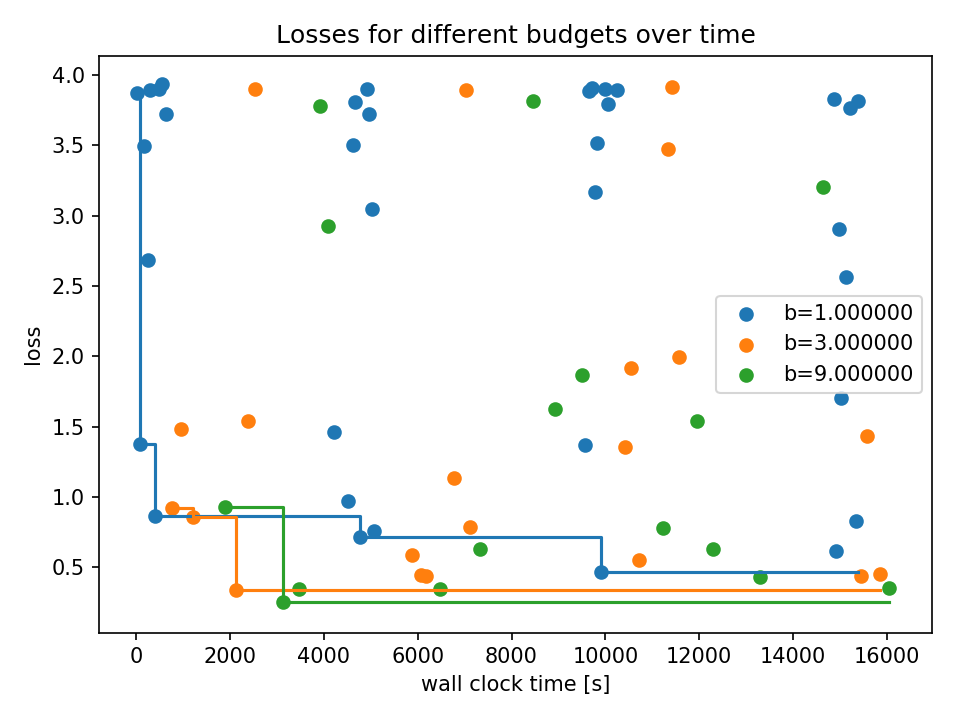 Losses for different budgets over time
4.0
3.5
3.0
2.5
2.0
1.5
1.0
0.5
loss
b=1.000000
b=3.000000
b=9.000000
0 2000 4000 6000 8000 10000 12000 14000 16000
wall clock time [s]